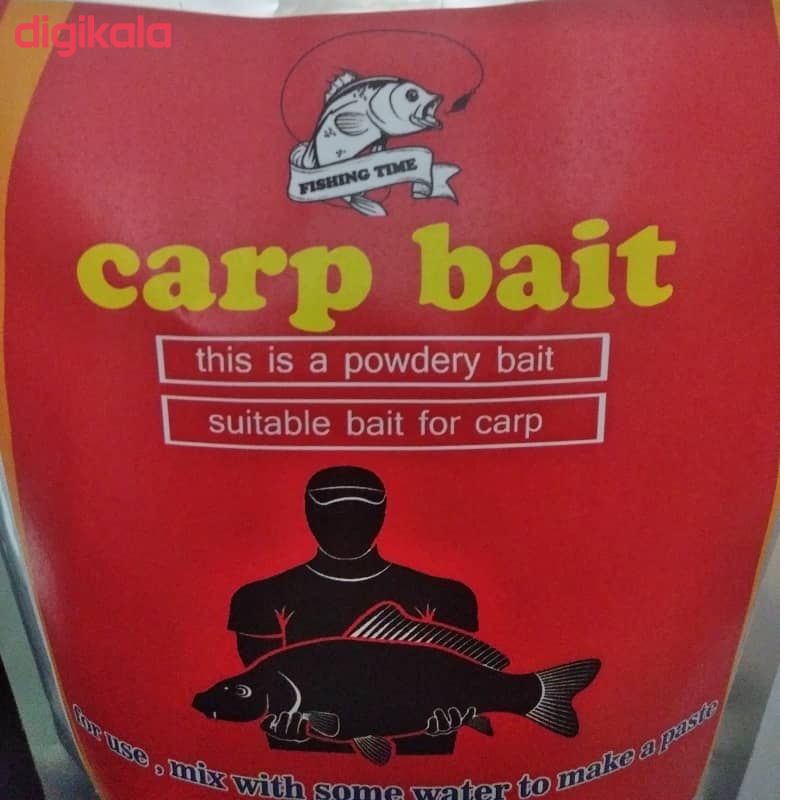 digikala
FISHING TIME
carp bait
this is a powdery bait
suitable bait for carp
for use , mix with some water to make a paste